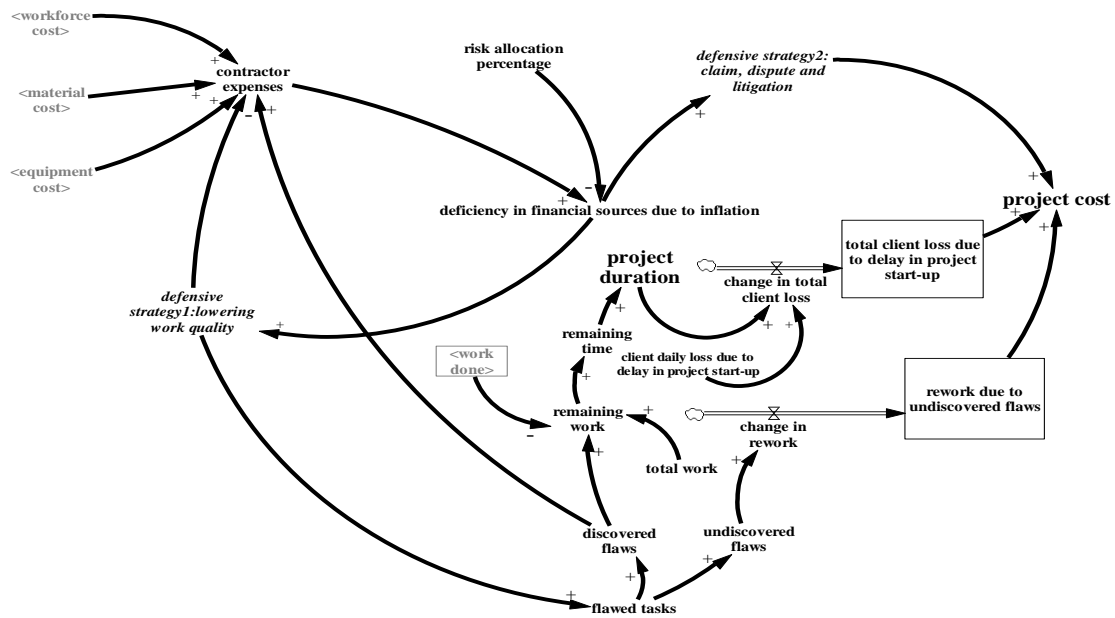 <workforce
cost>
contractor
expenses
<material
cost>
<equipment
cost>
risk allocation
percentage
defensive strategy2:
claim, dispute and
litigation
project cost
deficiency in financial sources due to inflation
total client loss due
to delay in project
start-up
project
duration
change in total
client loss
defensive
strategy1:lowering
work quality
remaining
time
client daily loss due to
delay in project start-up
<work
done>
rework due to
undiscovered flaws
remaining
work
change in
rework
total work
discovered
flaws
undiscovered
flaws
flawed tasks